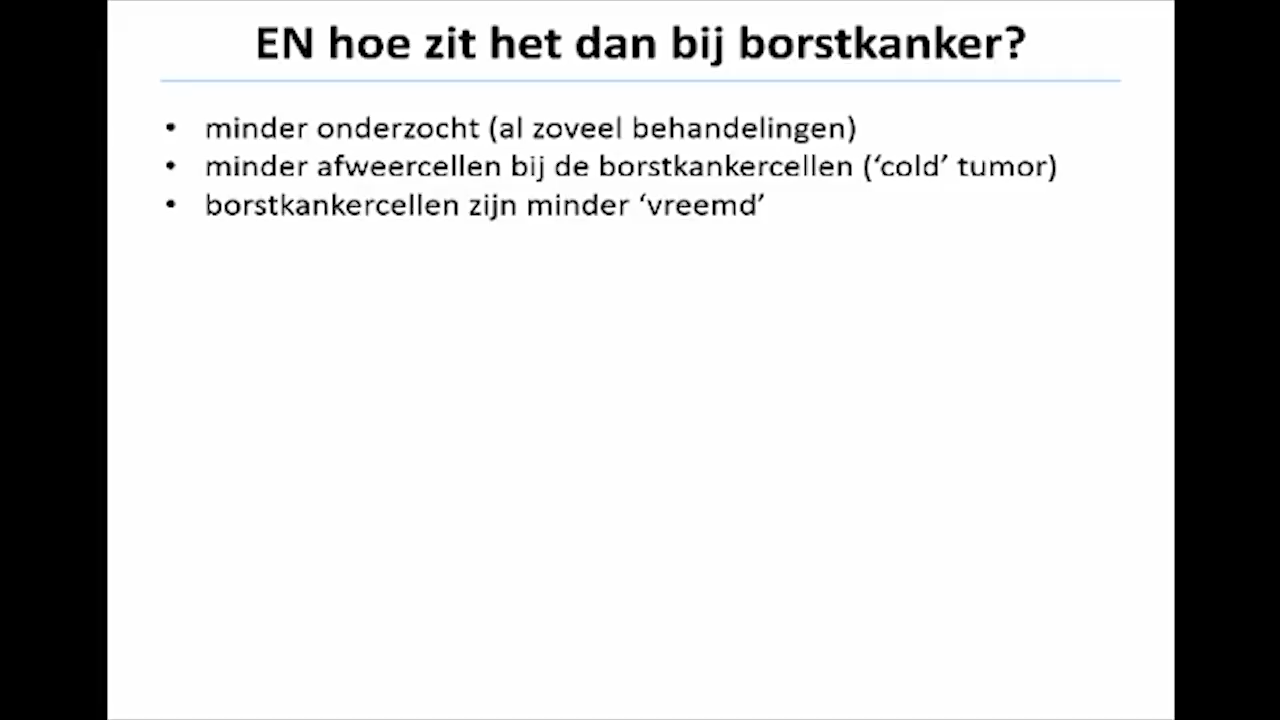 EN hoe zit het dan bij borstkanker?
• minder onderzocht (al zoveel behandelingen)
• minder afweercellen bij de borstkankercellen (‘cold’ tumor)
• borstkankercellen zijn minder ‘vreemd’